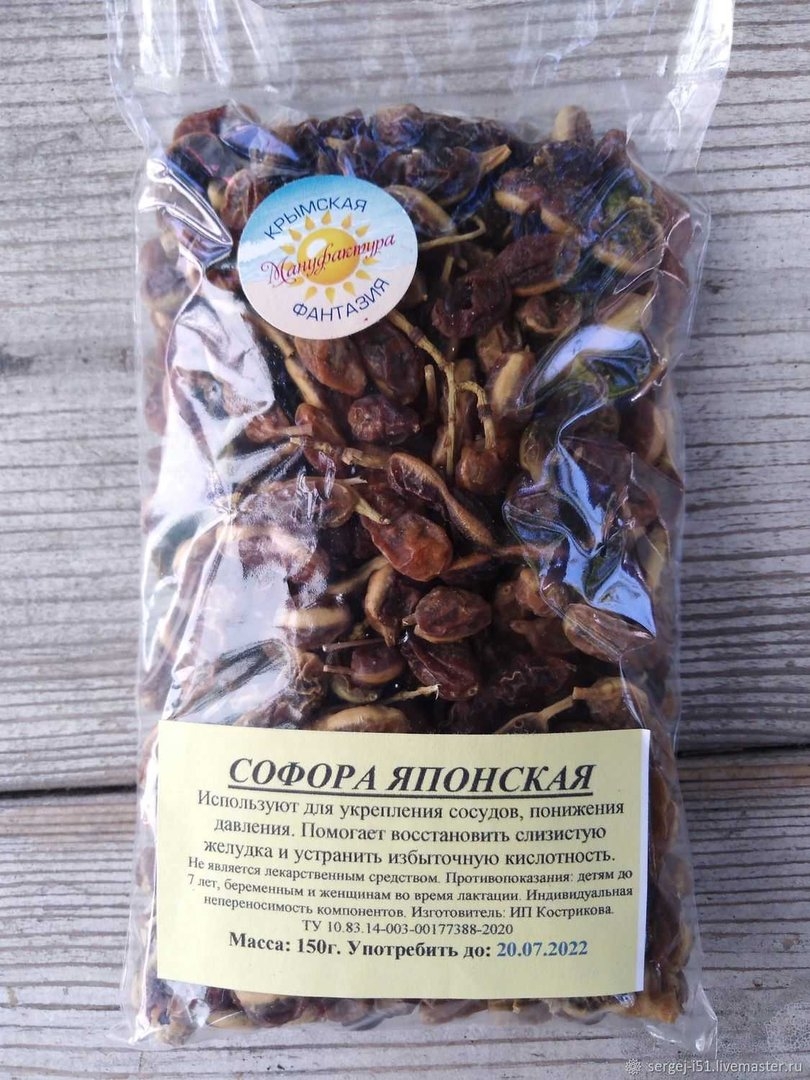 КРЫМСКАЯ
Мануфактура
ФАНТАЗИЯ
СОФОРА ЯПОНСКАЯ
Используют для укрепления сосудов, понижения
давления. Помогает восстановить слизистую
желудка и устранить избыточную кислотность.
Не является лекарственным средством. Противопоказания: детям до
7 лет, беременным и женщинам во время лактации. Индивидуальная
непереносимость компонентов. Изготовитель: ИП Кострикова.
ТУ 10.83.14-003-00177388-2020
Масса: 150г. Употребить до: 20.07.2022
sergej-i51.livemaster.ru